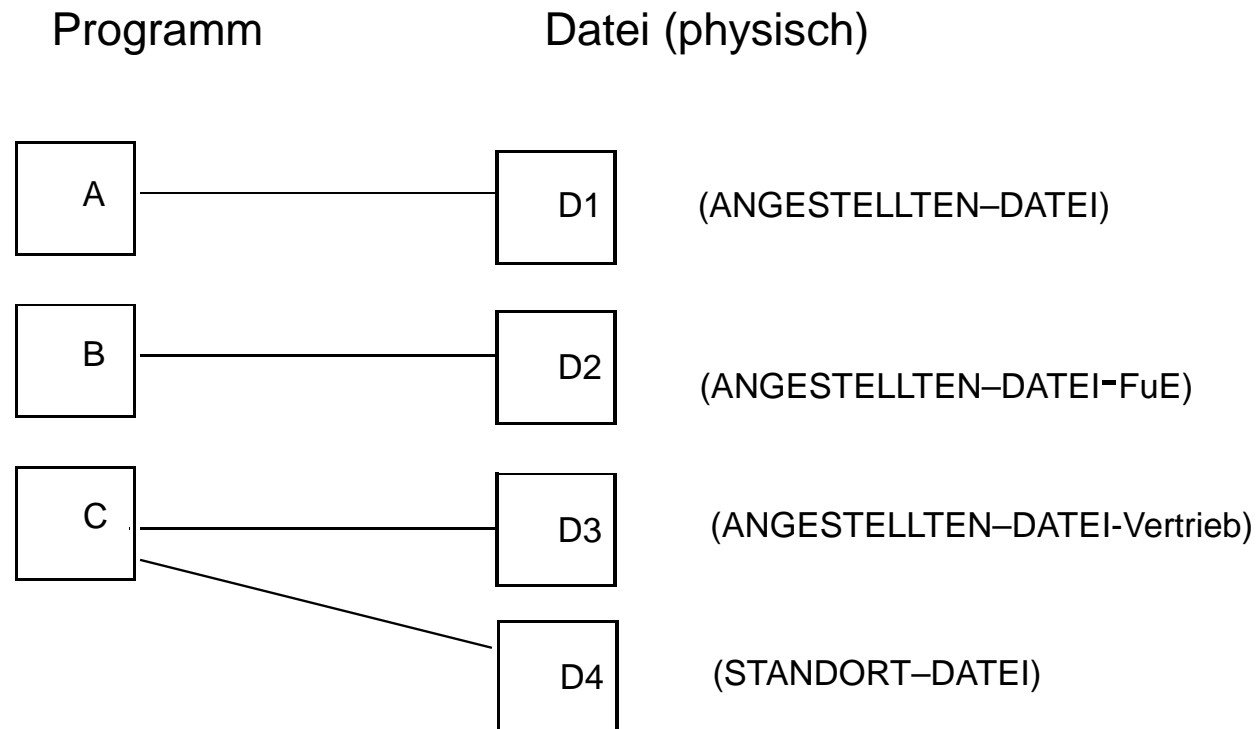 Programm Datei (physisch)
A D1 (ANGESTELLTEN–DATEI)
B D2 (ANGESTELLTEN–DATEI-FuE)
C D3 (ANGESTELLTEN–DATEI-Vertrieb)
D4 (STANDORT–DATEI)